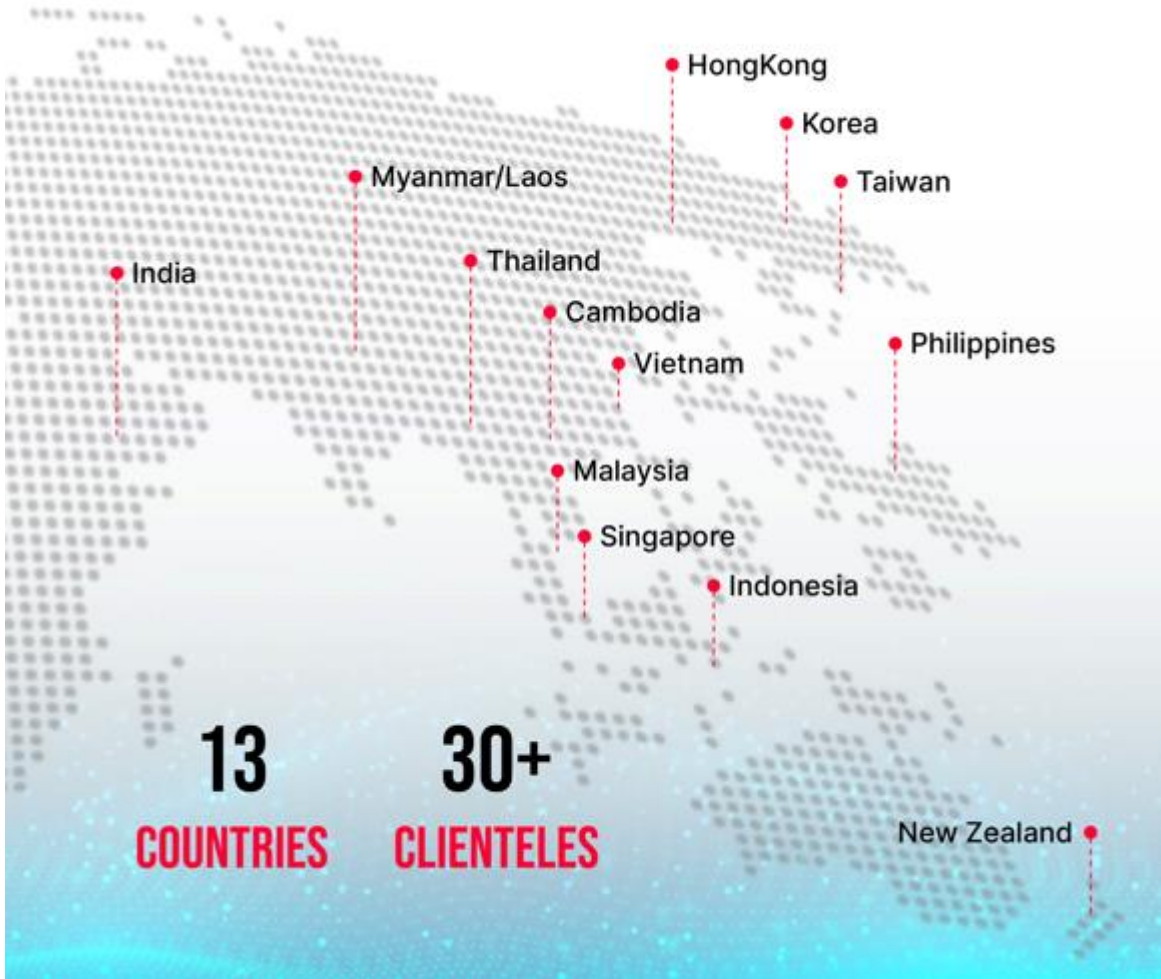 HongKong
Korea
Myanmar/Laos
Taiwan
Thailand
India
Cambodia
Philippines
Vietnam
Malaysia
Singapore
Indonesia
13
COUNTRIES
30+
CLIENTELES
New Zealand